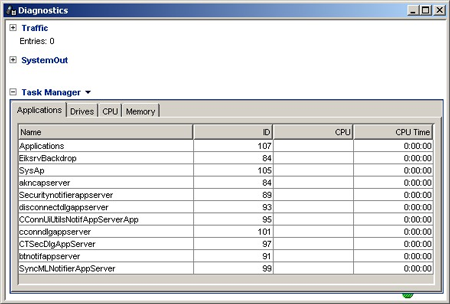 Diagnostics
Traffic
Entries: 0
SystemOut
Task Manager
Applications Drives CPU Memory
Name ID CPU CPU Time
Applications 107 0:00:00
EiksrvBackdrop 84 0:00:00
SysAp 105 0:00:00
akncapserver 84 0:00:00
Securitynotifierappserver 89 0:00:00
disconnectdlgappserver 93 0:00:00
CConnUiUtilsNotifAppServerApp 95 0:00:00
cconndlgappserver 101 0:00:00
CTSecDlgAppServer 97 0:00:00
btnotifappserver 91 0:00:00
SyncMLNotifierAppServer 99 0:00:00